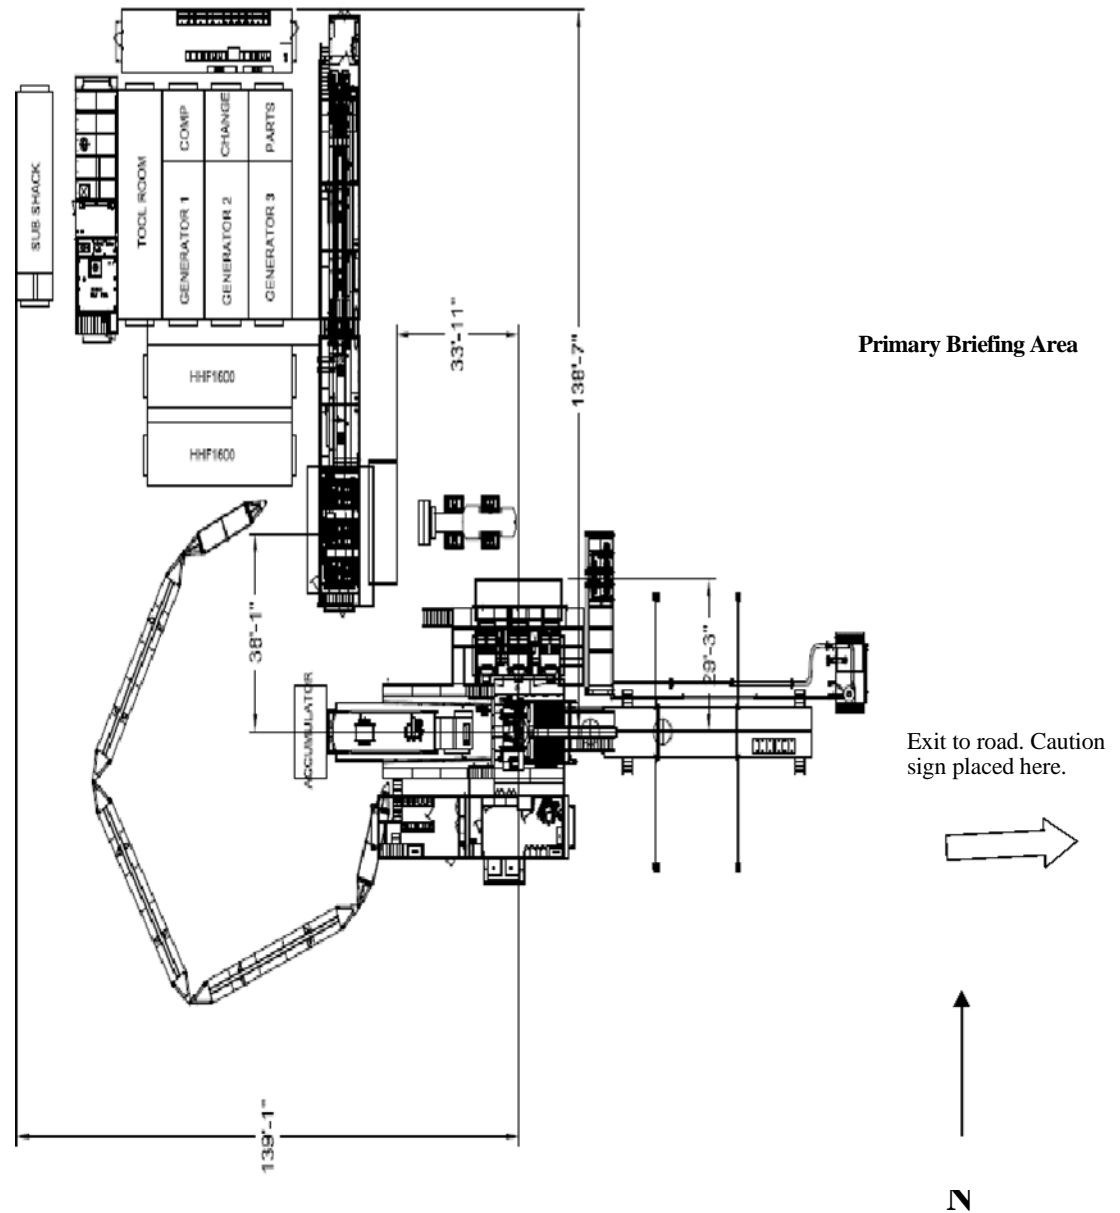 SUB SHACK
TOOL ROOM
COMP
CHANGE
PARTS
GENERATOR 1
GENERATOR 2
GENERATOR 3
HHF1600
HHF1600
33'-11"
138'-7"
Primary Briefing Area
38'-1"
29'-3"
ACCUMULATOR
Exit to road. Caution
sign placed here.
139'-1"
N